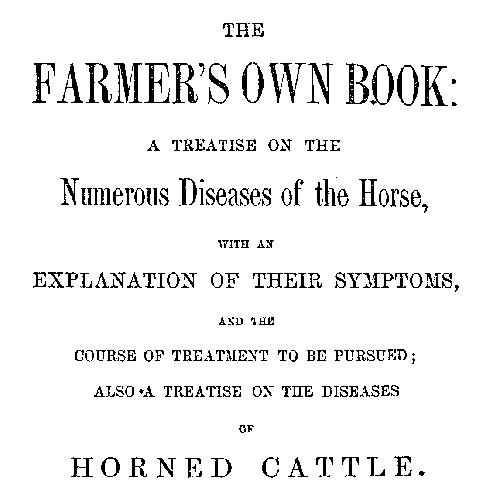 THE
FARMER'S OWN BOOK:
A TREATISE ON THE
Numerous Diseases of the Horse,
WITH AN
EXPLANATION OF THEIR SYMPTOMS,
AND THE
COURSE OF TREATMENT TO BE PURSUED;
ALSO A TREATISE ON THE DISEASES
OF
HORNED CATTLE.